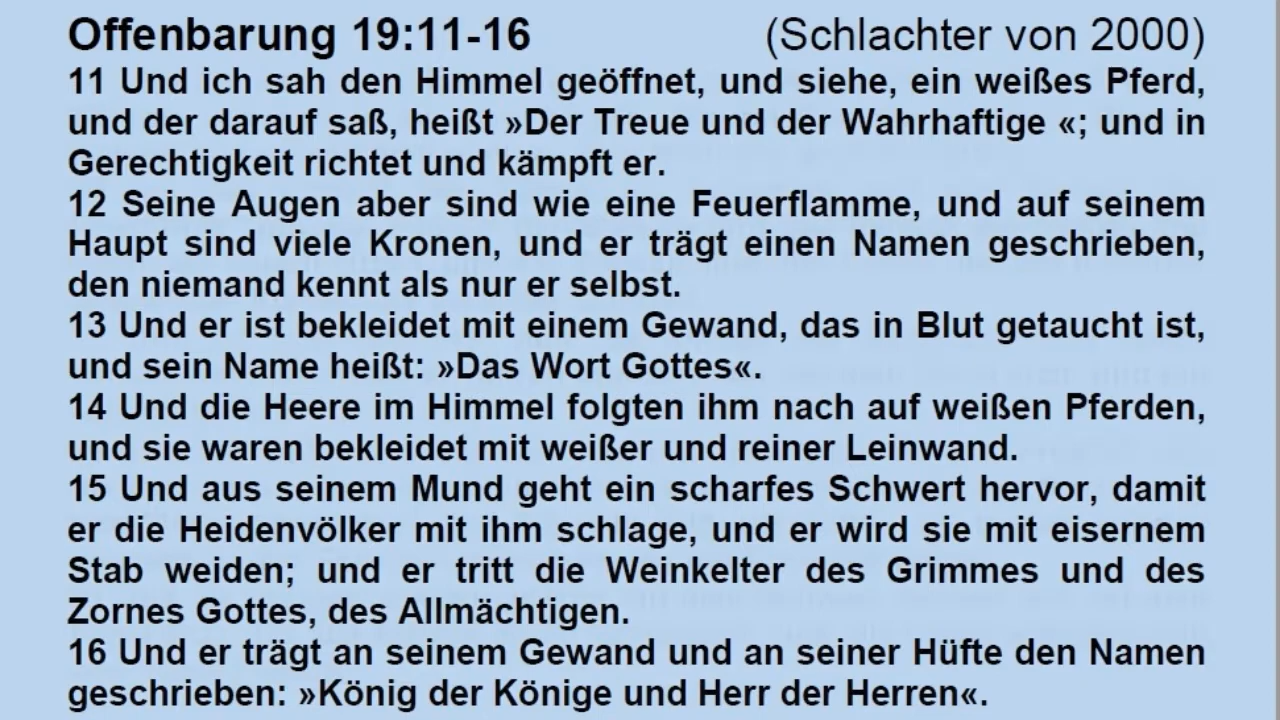 Offenbarung 19:11-16 (Schlachter von 2000)
11 Und ich sah den Himmel geöffnet, und siehe, ein weißes Pferd,
und der darauf saß, heißt »Der Treue und der Wahrhaftige «; und in
Gerechtigkeit richtet und kämpft er.
12 Seine Augen aber sind wie eine Feuerflamme, und auf seinem
Haupt sind viele Kronen, und er trägt einen Namen geschrieben,
den niemand kennt als nur er selbst.
13 Und er ist bekleidet mit einem Gewand, das in Blut getaucht ist,
und sein Name heißt: »Das Wort Gottes«.
14 Und die Heere im Himmel folgten ihm nach auf weißen Pferden,
und sie waren bekleidet mit weißer und reiner Leinwand.
15 Und aus seinem Mund geht ein scharfes Schwert hervor, damit
er die Heidenvölker mit ihm schlage, und er wird sie mit eisernem
Stab weiden; und er tritt die Weinkelter des Grimmes und des
Zornes Gottes, des Allmächtigen.
16 Und er trägt an seinem Gewand und an seiner Hüfte den Namen
geschrieben: »König der Könige und Herr der Herren«.